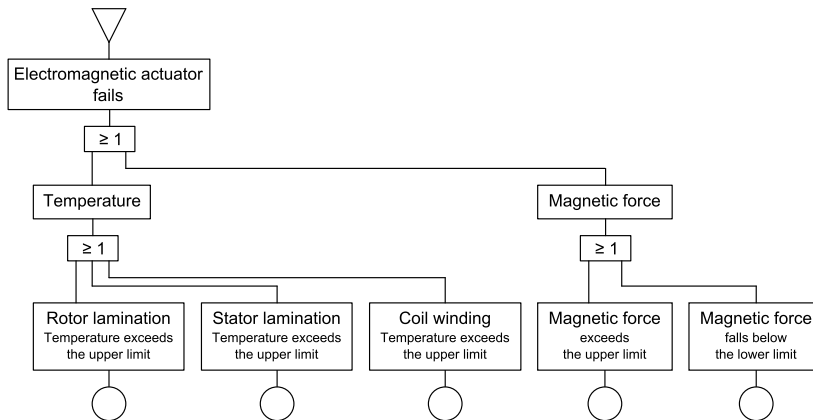 Electromagnetic actuator
fails
≥ 1
Temperature
Magnetic force
≥ 1
≥ 1
Rotor lamination
Temperature exceeds
the upper limit
Stator lamination
Temperature exceeds
the upper limit
Coil winding
Temperature exceeds
the upper limit
Magnetic force
exceeds
the upper limit
Magnetic force
falls below
the lower limit